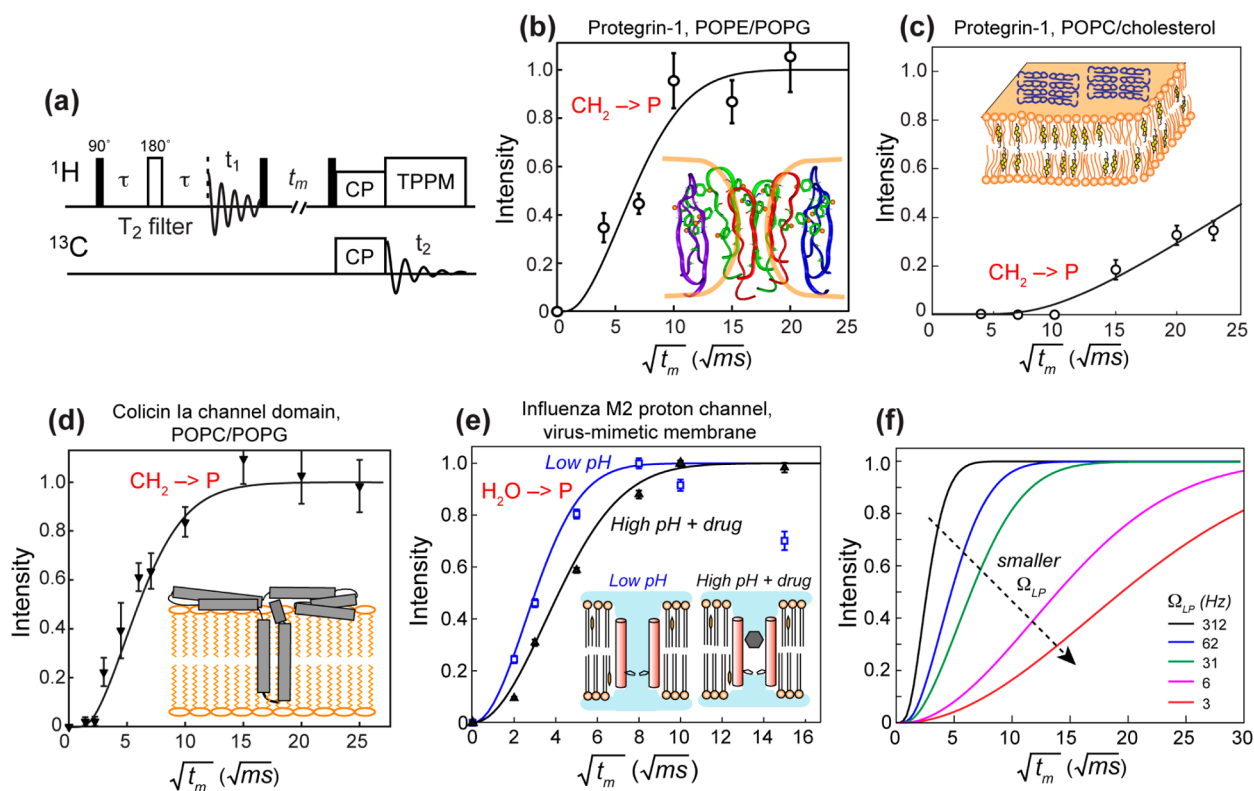 (a)
90° 180°
¹H τ τ t₁ tₘ CP TPPM
T₂ filter
¹³C CP t₂
(b)
Protegrin-1, POPE/POPG
CH₂ –> P
Intensity
1.0
0.8
0.6
0.4
0.2
0
0 5 10 15 20 25
√tₘ (√ms)
(c)
Protegrin-1, POPC/cholesterol
CH₂ –> P
Intensity
1.0
0.8
0.6
0.4
0.2
0 5 10 15 20 25
√tₘ (√ms)
(d)
Colicin Ia channel domain,
POPC/POPG
CH₂ –> P
Intensity
1.0
0.8
0.6
0.4
0.2
0
0 5 10 15 20 25
√tₘ (√ms)
(e)
Influenza M2 proton channel,
virus-mimetic membrane
Low pH
H₂O –> P
High pH + drug
Low pH High pH + drug
Intensity
1.0
0.8
0.6
0.4
0.2
0
0 2 4 6 8 10 12 14 16
√tₘ (√ms)
(f)
smaller
Ω_LP
Ω_LP (Hz)
312
62
31
6
3
Intensity
1.0
0.8
0.6
0.4
0.2
0
0 5 10 15 20 25 30
√tₘ (√ms)